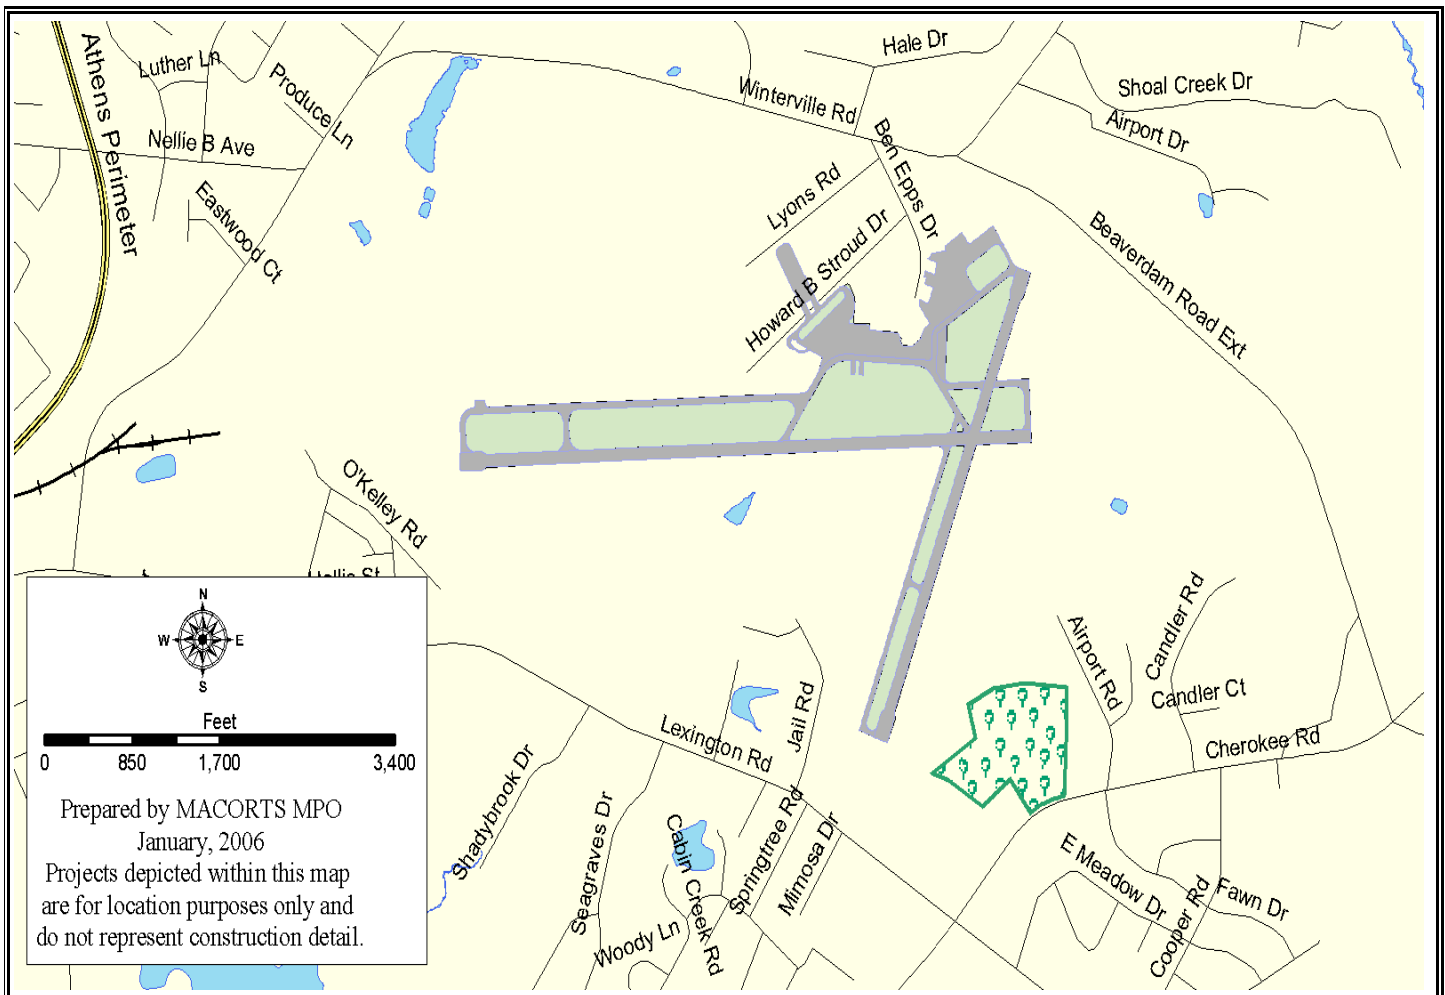 Athens Perimeter
Luther Ln
Produce Ln
Nellie B Ave
Eastwood Ct
Hale Dr
Winterville Rd
Shoal Creek Dr
Airport Dr
Ben Epps Dr
Lyons Rd
Howard B Stroud Dr
Beaverdam Road Ext
O'Kelley Rd
Hollis St
N
W
E
S
Feet
0 850 1,700 3,400
Prepared by MACORTS MPO
January, 2006
Projects depicted within this map
are for location purposes only and
do not represent construction detail.
Lexington Rd
Jail Rd
Airport Rd
Candler Rd
Candler Ct
Cherokee Rd
Shadybrook Dr
Seagraves Dr
Cabin Creek Rd
Springtree Rd
Mimosa Dr
Woody Ln
E Meadow Dr
Cooper Rd
Fawn Dr